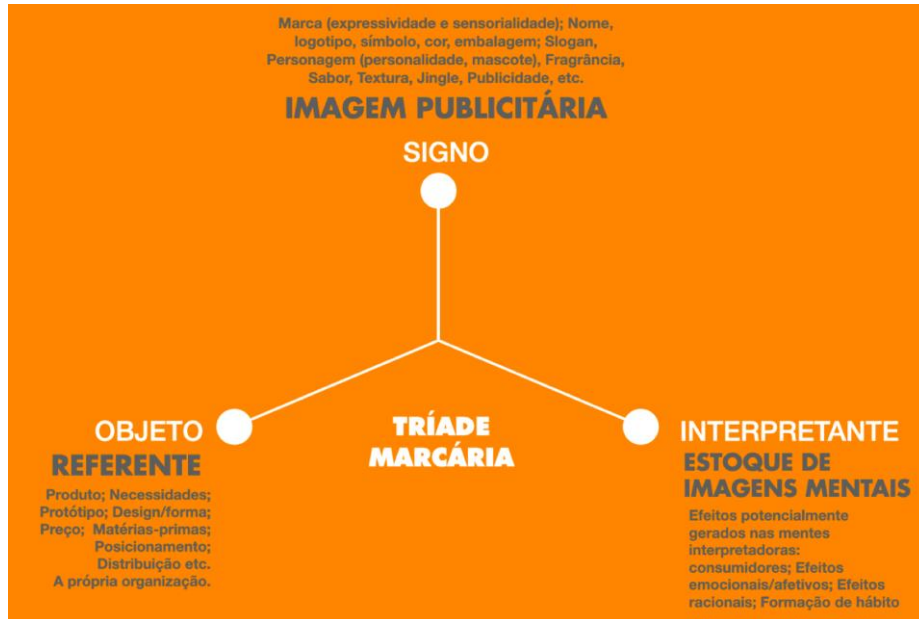 Marca (expressividade e sensorialidade); Nome,
logotipo, símbolo, cor, embalagem; Slogan,
Personagem (personalidade, mascote), Fragrância,
Sabor, Textura, Jingle, Publicidade, etc.
IMAGEM PUBLICITÁRIA
SIGNO
OBJETO
REFERENTE
Produto; Necessidades;
Protótipo; Design/forma;
Preço; Matérias-primas;
Posicionamento;
Distribuição etc.
A própria organização.
TRÍADE
MARCÁRIA
INTERPRETANTE
ESTOQUE DE
IMAGENS MENTAIS
Efeitos potencialmente
gerados nas mentes
interpretadoras:
consumidores; Efeitos
emocionais/afetivos; Efeitos
racionais; Formação de hábito